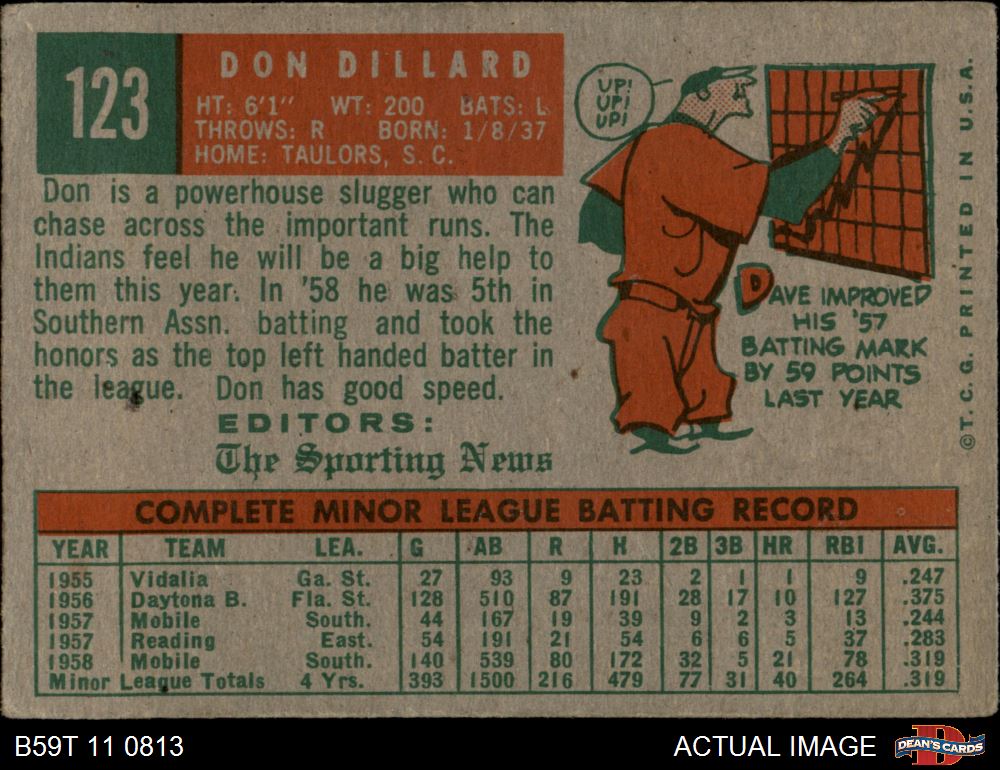 123
DON DILLARD
HT: 6'1" WT: 200 BATS: L
THROWS: R BORN: 1/8/37
HOME: TAULORS, S. C.
Don is a powerhouse slugger who can
chase across the important runs. The
Indians feel he will be a big help to
them this year. In '58 he was 5th in
Southern Assn. batting and took the
honors as the top left handed batter in
the league. Don has good speed.
EDITORS:
The Sporting News
UP!
UP!
UP!
DAVE IMPROVED
HIS '57
BATTING MARK
BY 59 POINTS
LAST YEAR
©T. C. G. PRINTED IN U.S.A.
COMPLETE MINOR LEAGUE BATTING RECORD
YEAR TEAM LEA. G AB R H 2B 3B HR RBI AVG.
1955 Vidalia Ga. St. 27 93 9 23 2 1 1 9 .247
1956 Daytona B. Fla. St. 128 510 87 191 28 17 10 127 .375
1957 Mobile South. 44 167 19 39 9 2 3 13 .244
1957 Reading East. 54 191 21 54 6 6 5 37 .283
1958 Mobile South. 140 539 80 172 32 5 21 78 .319
Minor League Totals 4 Yrs. 393 1500 216 479 77 31 40 264 .319
B59T 11 0813
ACTUAL IMAGE
D
DEAN'S CARDS